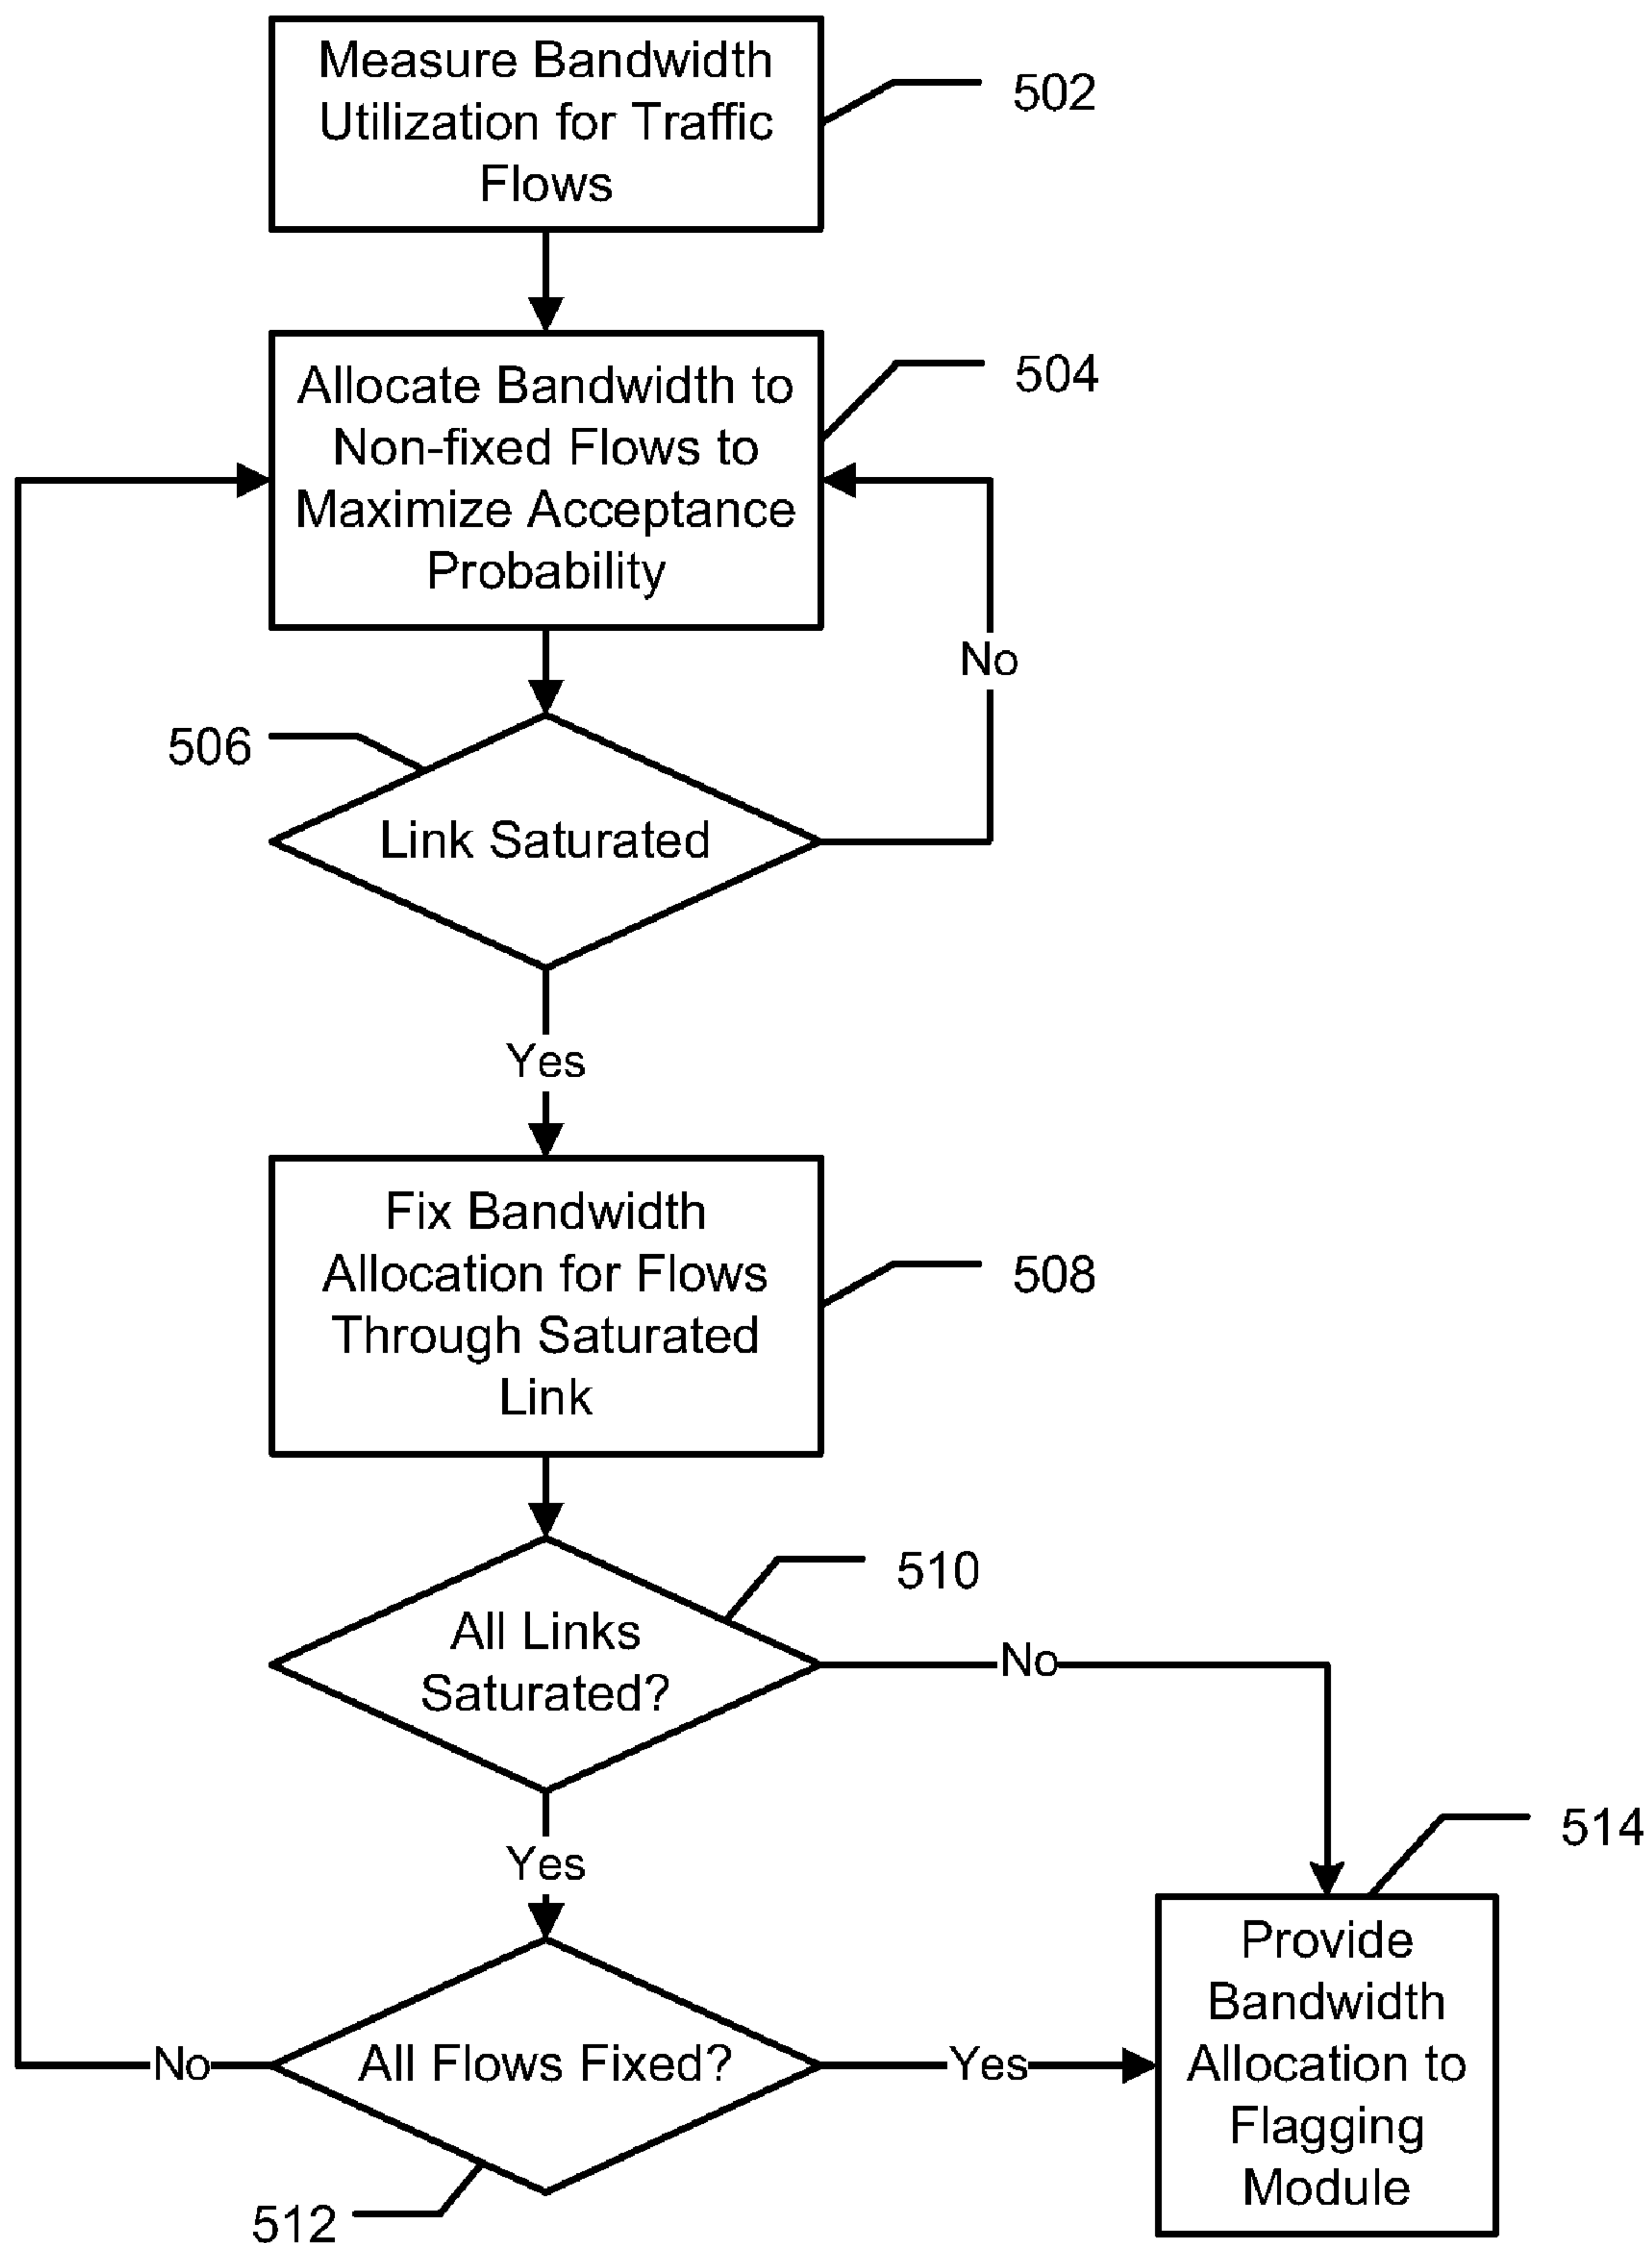 Measure Bandwidth
Utilization for Traffic
Flows
502
Allocate Bandwidth to
Non-fixed Flows to
Maximize Acceptance
Probability
504
No
506
Link Saturated
Yes
Fix Bandwidth
Allocation for Flows
Through Saturated
Link
508
510
All Links
Saturated?
No
Yes
514
Provide
Bandwidth
Allocation to
Flagging
Module
No
All Flows Fixed?
Yes
512